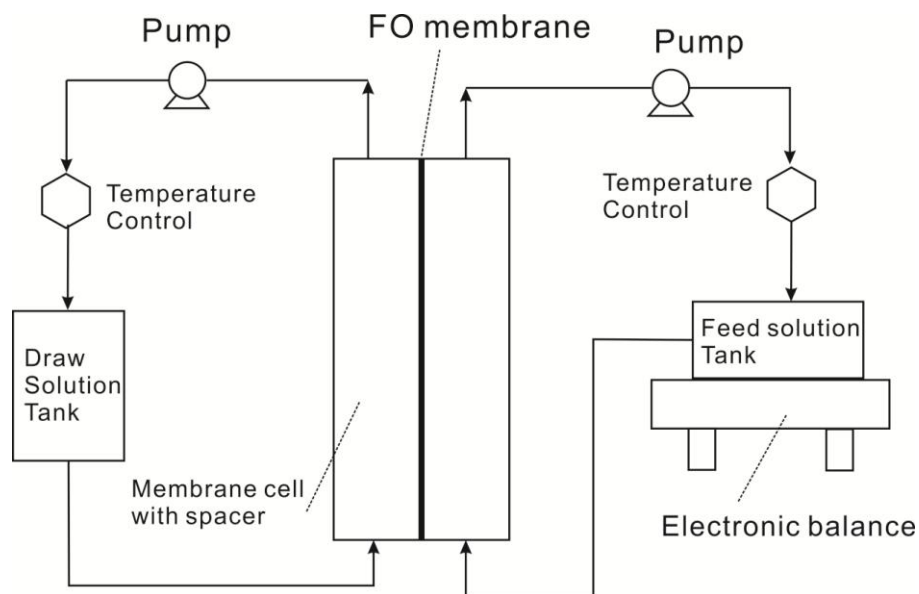 Pump
FO membrane
Pump
Temperature
Control
Temperature
Control
Draw
Solution
Tank
Feed solution
Tank
Membrane cell
with spacer
Electronic balance